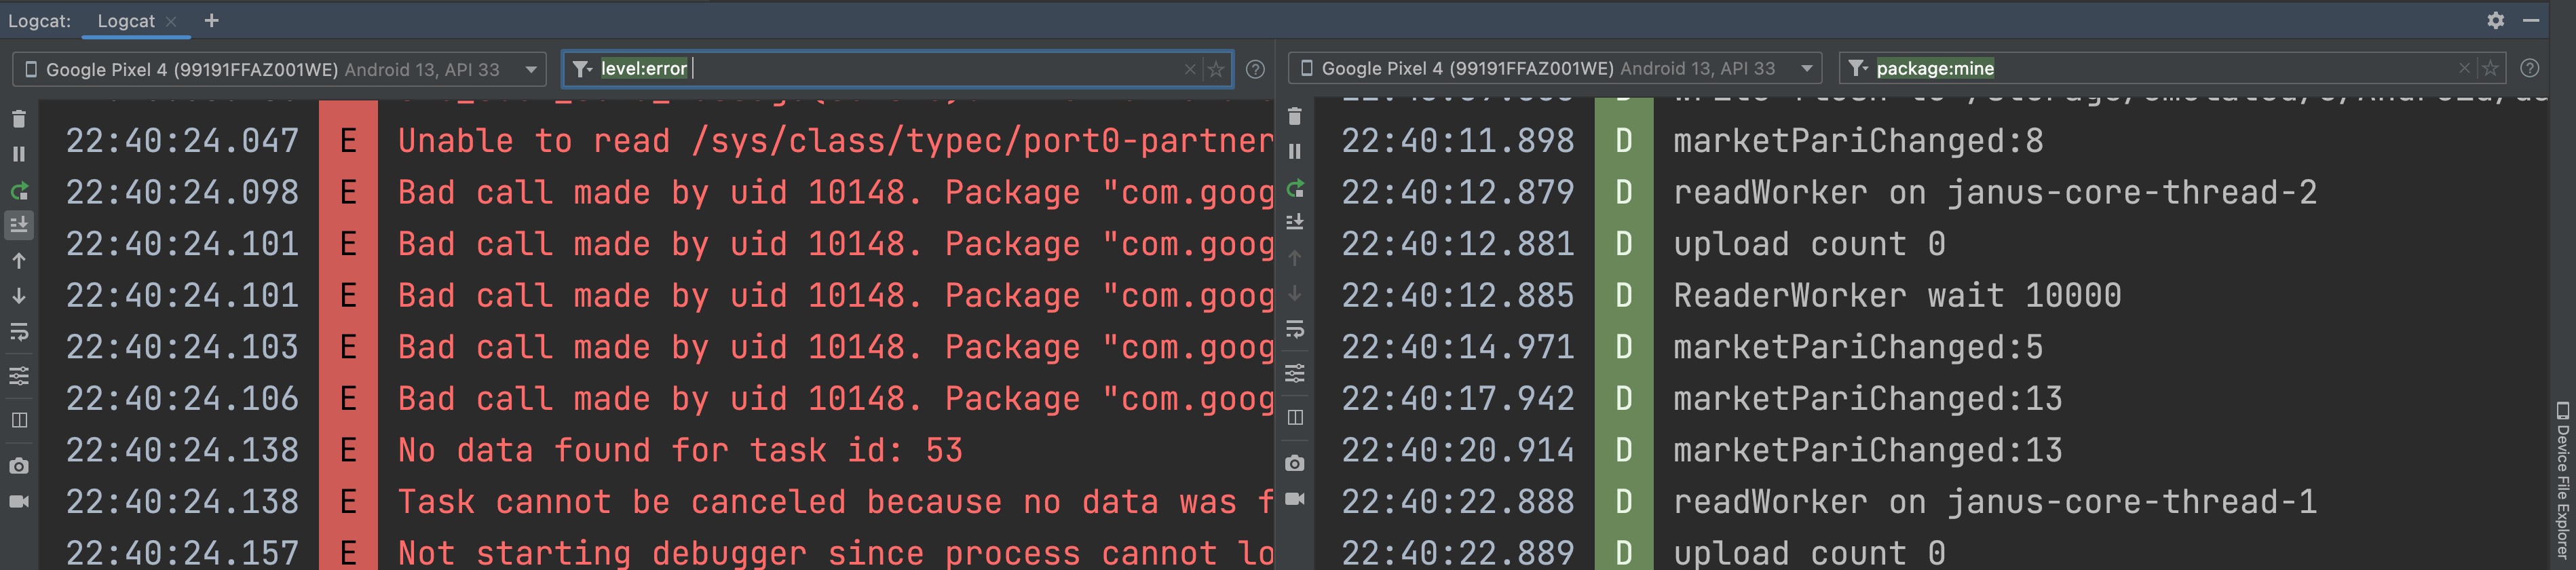 Logcat: Logcat
Google Pixel 4 (99191FFAZ001WE) Android 13, API 33
level:error
22:40:24.047 E Unable to read /sys/class/typec/port0-partner
22:40:24.098 E Bad call made by uid 10148. Package "com.goog
22:40:24.101 E Bad call made by uid 10148. Package "com.goog
22:40:24.101 E Bad call made by uid 10148. Package "com.goog
22:40:24.103 E Bad call made by uid 10148. Package "com.goog
22:40:24.106 E Bad call made by uid 10148. Package "com.goog
22:40:24.138 E No data found for task id: 53
22:40:24.138 E Task cannot be canceled because no data was f
22:40:24.157 E Not starting debugger since process cannot lo
Google Pixel 4 (99191FFAZ001WE) Android 13, API 33
package:mine
22:40:11.898 D marketPariChanged:8
22:40:12.879 D readWorker on janus-core-thread-2
22:40:12.881 D upload count 0
22:40:12.885 D ReaderWorker wait 10000
22:40:14.971 D marketPariChanged:5
22:40:17.942 D marketPariChanged:13
22:40:20.914 D marketPariChanged:13
22:40:22.888 D readWorker on janus-core-thread-1
22:40:22.889 D upload count 0
Device File Explorer